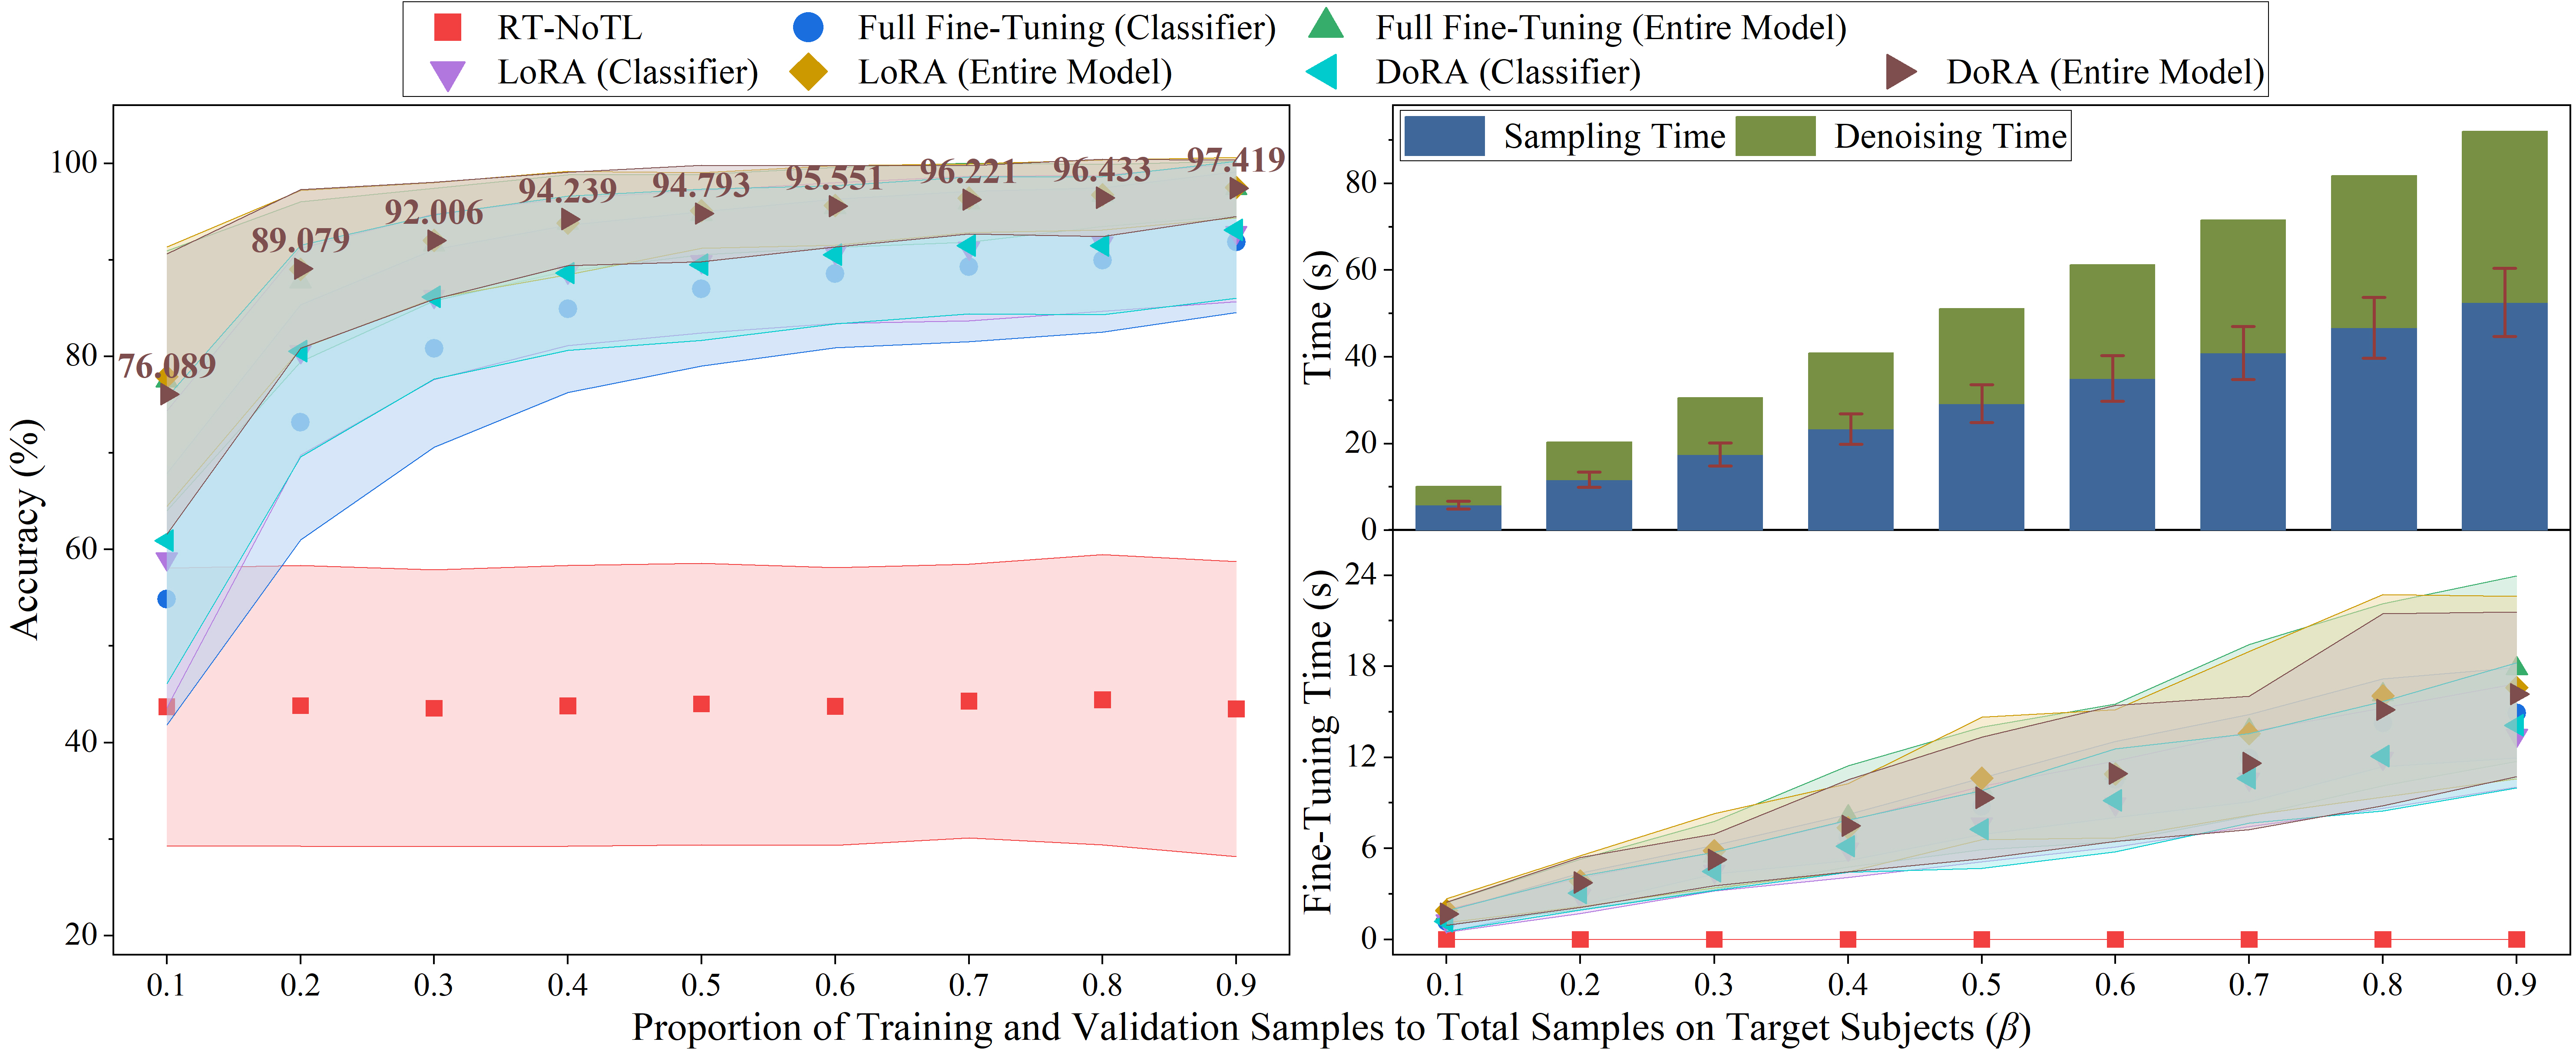 RT-NoTL
Full Fine-Tuning (Classifier)
Full Fine-Tuning (Entire Model)
LoRA (Classifier)
LoRA (Entire Model)
DoRA (Classifier)
DoRA (Entire Model)
Accuracy (%)
100
80
60
40
20
76.089
89.079
92.006
94.239
94.793
95.551
96.221
96.433
97.419
0.1 0.2 0.3 0.4 0.5 0.6 0.7 0.8 0.9
Sampling Time
Denoising Time
Time (s)
80
60
40
20
0
Fine-Tuning Time (s)
24
18
12
6
0
0.1 0.2 0.3 0.4 0.5 0.6 0.7 0.8 0.9
Proportion of Training and Validation Samples to Total Samples on Target Subjects (β)